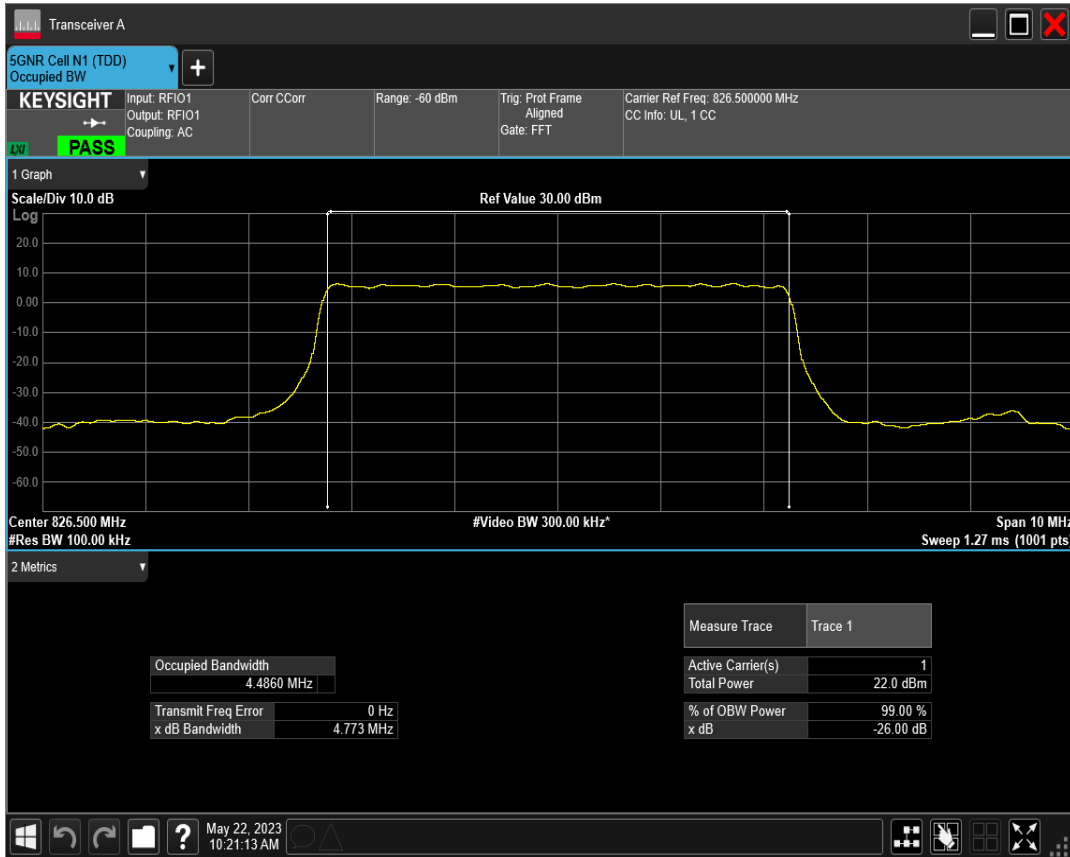 Transceiver A
5GNR Cell N1 (TDD)
Occupied BW
+
KEYSIGHT
LXI
PASS
Input: RFIO1
Output: RFIO1
Coupling: AC
Corr CCorr
Range: -60 dBm
Trig: Prot Frame
Aligned
Gate: FFT
Carrier Ref Freq: 826.500000 MHz
CC Info: UL, 1 CC
1 Graph
Scale/Div 10.0 dB
Ref Value 30.00 dBm
Log
20.0
10.0
0.00
-10.0
-20.0
-30.0
-40.0
-50.0
-60.0
Center 826.500 MHz
#Video BW 300.00 kHz*
Span 10 MHz
#Res BW 100.00 kHz
Sweep 1.27 ms (1001 pts)
2 Metrics
Measure Trace Trace 1
Occupied Bandwidth
4.4860 MHz
Active Carrier(s) 1
Total Power 22.0 dBm
Transmit Freq Error 0 Hz
x dB Bandwidth 4.773 MHz
% of OBW Power 99.00 %
x dB -26.00 dB
?
May 22, 2023
10:21:13 AM